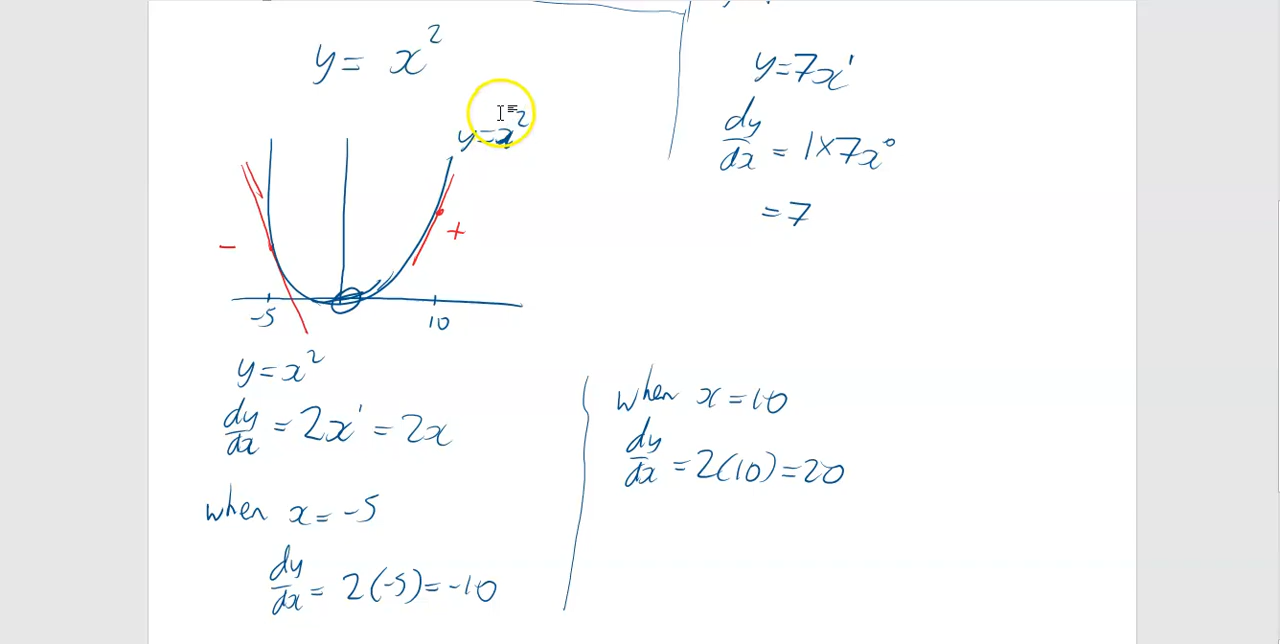 y = x²
y=x²
- +
-5 10
y=7x¹
dy/dx = 1×7x⁰
=7
y=x²
dy/dx = 2x¹ = 2x
when x=-5
dy/dx = 2(-5)=-10
when x=10
dy/dx = 2(10)=20